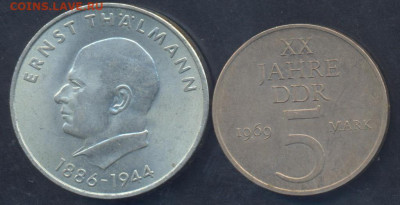 COINS.LAVE.RU
ERNST THÄLMANN
1886-1944
XX
JAHRE
DDR
1969 5 MARK